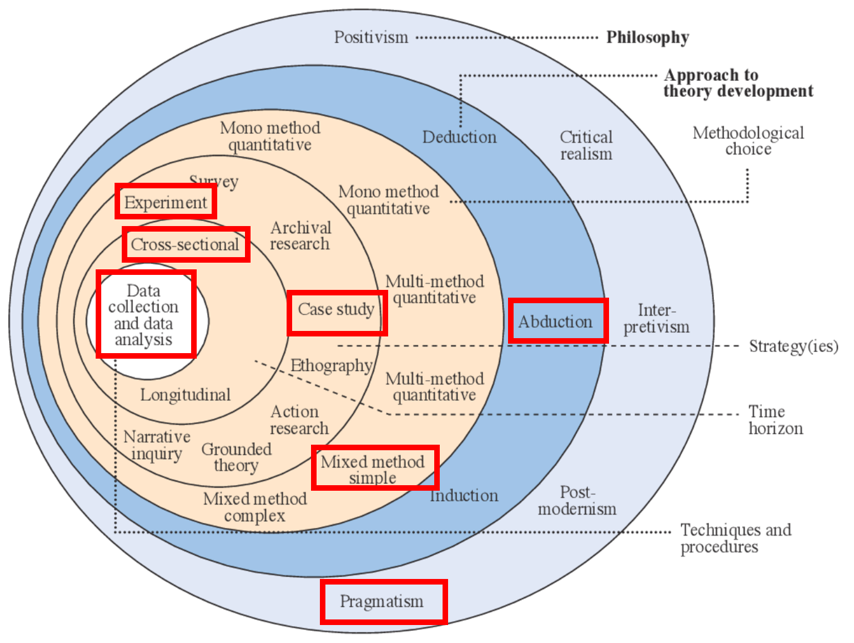 Positivism
Philosophy
Approach to
theory development
Mono method
quantitative
Deduction
Critical
realism
Methodological
choice
Survey
Experiment
Mono method
quantitative
Cross-sectional
Archival
research
Data
collection
and data
analysis
Case study
Multi-method
quantitative
Abduction
Inter-
pretivism
Strategy(ies)
Ethography
Longitudinal
Multi-method
quantitative
Time
horizon
Action
research
Narrative
inquiry
Grounded
theory
Mixed method
simple
Mixed method
complex
Induction
Post-
modernism
Techniques and
procedures
Pragmatism